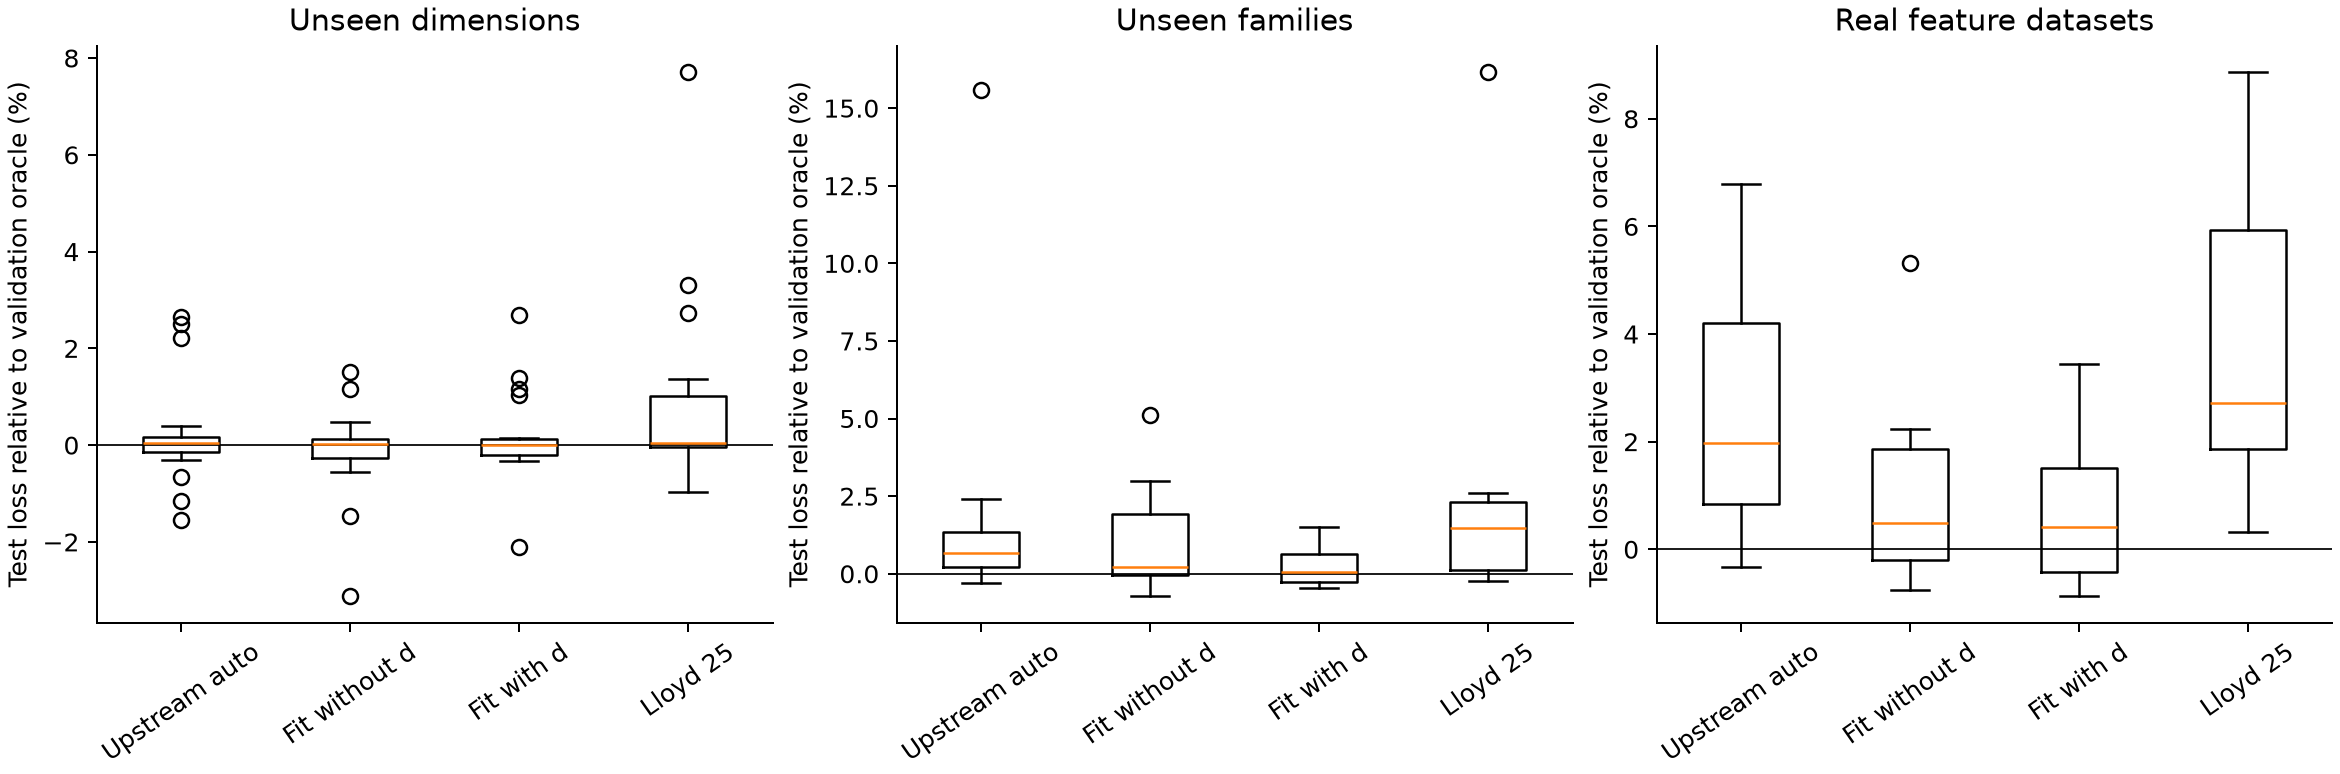 Unseen dimensions
Test loss relative to validation oracle (%)
8
6
4
2
0
−2
Upstream auto
Fit without d
Fit with d
Lloyd 25
Unseen families
Test loss relative to validation oracle (%)
15.0
12.5
10.0
7.5
5.0
2.5
0.0
Upstream auto
Fit without d
Fit with d
Lloyd 25
Real feature datasets
Test loss relative to validation oracle (%)
8
6
4
2
0
Upstream auto
Fit without d
Fit with d
Lloyd 25